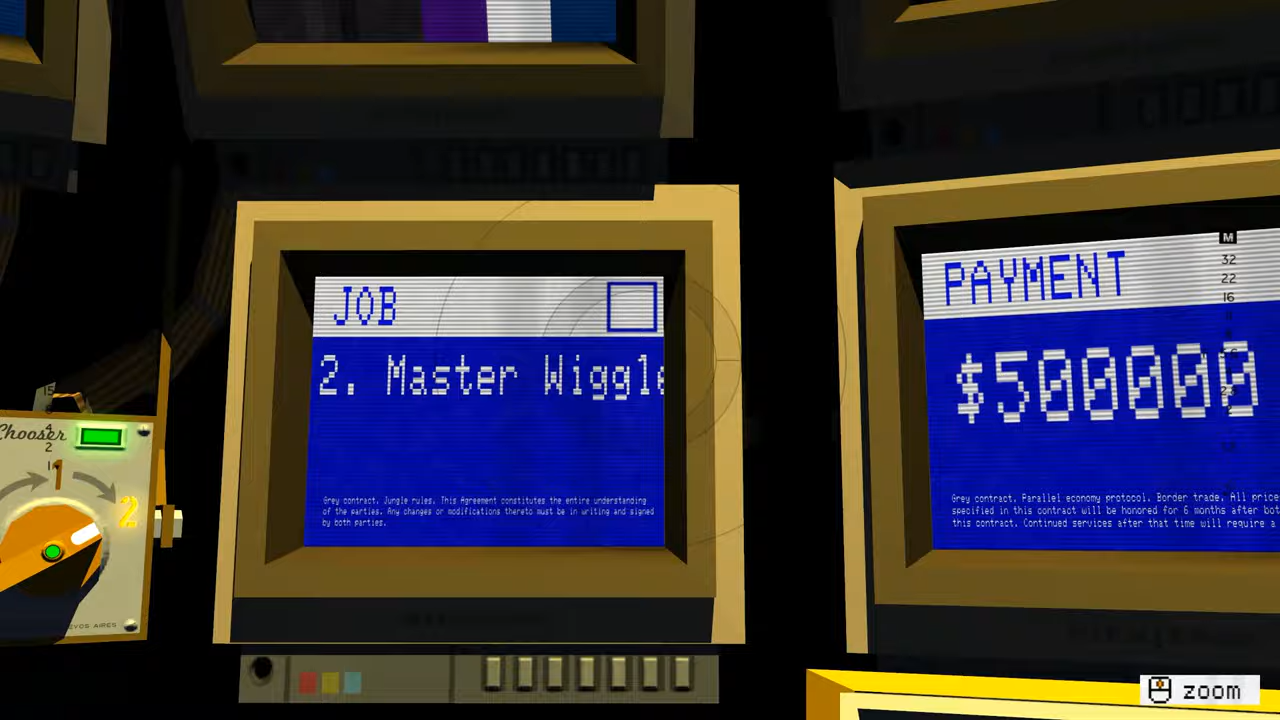 JOB
2. Master Wiggle
Grey contract. Jungle rules. This Agreement constitutes the entire understanding
of the parties. Any changes or modifications thereto must be in writing and signed
by both parties.
PAYMENT
$500000
Grey contract. Parallel economy protocol. Border trade. All price
specified in this contract will be honored for 6 months after bot
this contract. Continued services after that time will require a
M
32
22
16
Chooser
4
2
1
2
zoom